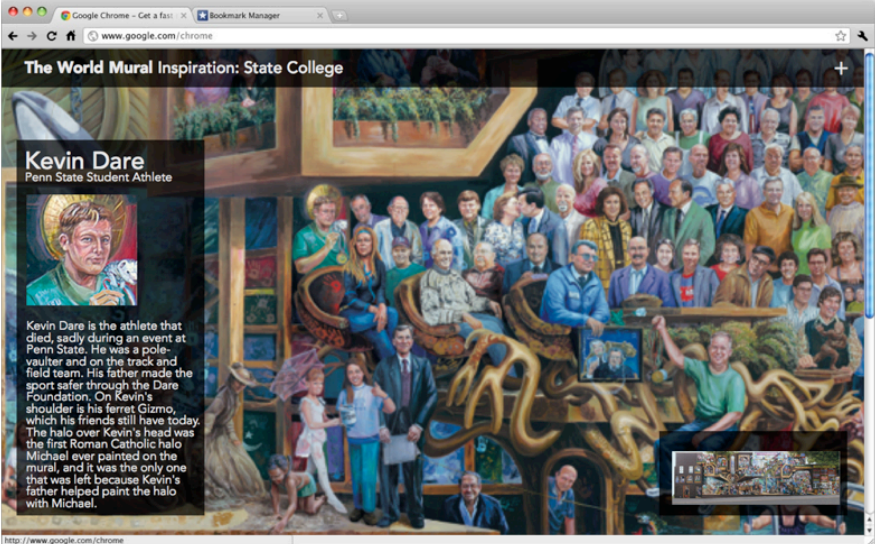 Google Chrome – Get a fast
Bookmark Manager
www.google.com/chrome
The World Mural Inspiration: State College
+
Kevin Dare
Penn State Student Athlete
Kevin Dare is the athlete that
died, sadly during an event at
Penn State. He was a pole-
vaulter and on the track and
field team. His father made the
sport safer through the Dare
Foundation. On Kevin's
shoulder is his ferret Gizmo,
which his friends still have today.
The halo over Kevin's head was
the first Roman Catholic halo
Michael ever painted on the
mural, and it was the only one
that was left because Kevin's
father helped paint the halo
with Michael.
http://www.google.com/chrome